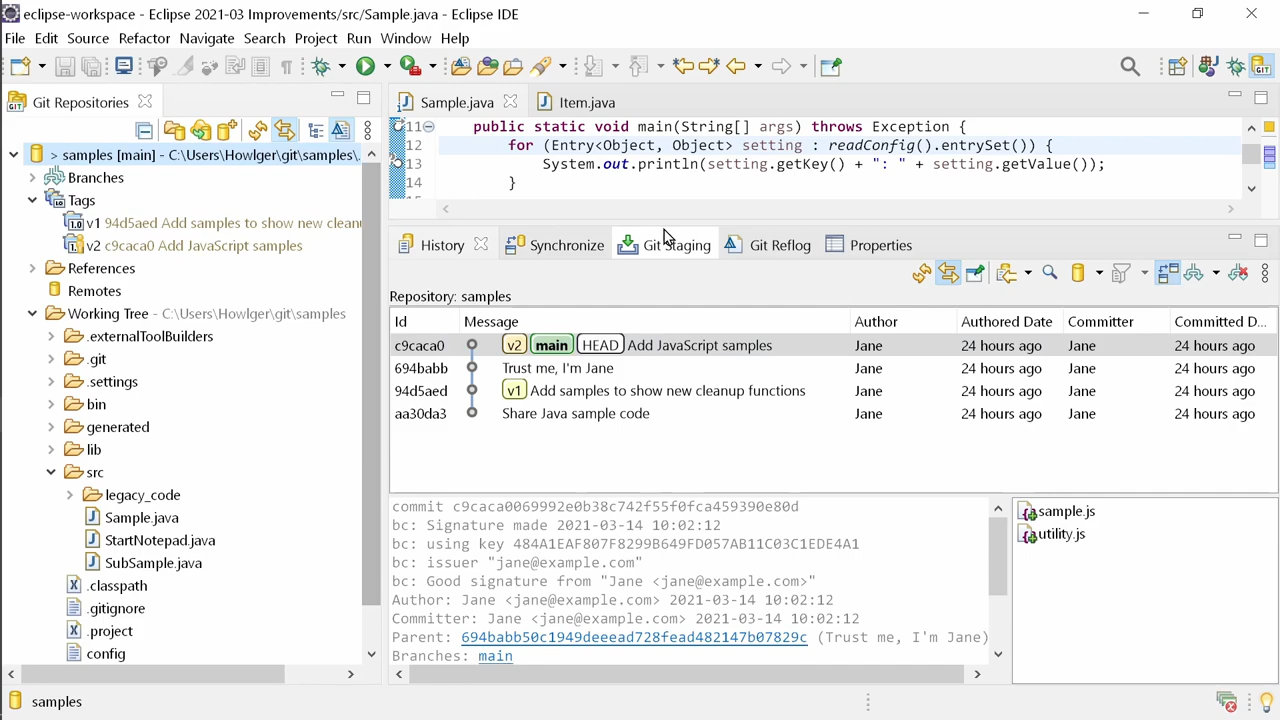 eclipse-workspace - Eclipse 2021-03 Improvements/src/Sample.java - Eclipse IDE
File Edit Source Refactor Navigate Search Project Run Window Help
Git Repositories
> samples [main] - C:\Users\Howlger\git\samples\.
Branches
Tags
v1 94d5aed Add samples to show new clean
v2 c9caca0 Add JavaScript samples
References
Remotes
Working Tree - C:\Users\Howlger\git\samples
.externalToolBuilders
.git
.settings
bin
generated
lib
src
legacy_code
Sample.java
StartNotepad.java
SubSample.java
.classpath
.gitignore
.project
config
Sample.java Item.java
11 public static void main(String[] args) throws Exception {
12 for (Entry<Object, Object> setting : readConfig().entrySet()) {
13 System.out.println(setting.getKey() + ": " + setting.getValue());
14 }
History Synchronize Git Staging Git Reflog Properties
Repository: samples
Id Message Author Authored Date Committer Committed D...
c9caca0 v2 main HEAD Add JavaScript samples Jane 24 hours ago Jane 24 hours ago
694babb Trust me, I'm Jane Jane 24 hours ago Jane 24 hours ago
94d5aed v1 Add samples to show new cleanup functions Jane 24 hours ago Jane 24 hours ago
aa30da3 Share Java sample code Jane 24 hours ago Jane 24 hours ago
commit c9caca0069992e0b38c742f55f0fca459390e80d
bc: Signature made 2021-03-14 10:02:12
bc: using key 484A1EAF807F8299B649FD057AB11C03C1EDE4A1
bc: issuer "jane@example.com"
bc: Good signature from "Jane <jane@example.com>"
Author: Jane <jane@example.com> 2021-03-14 10:02:12
Committer: Jane <jane@example.com> 2021-03-14 10:02:12
Parent: 694babb50c1949deeead728fead482147b07829c (Trust me, I'm Jane)
Branches: main
sample.js
utility.js
samples